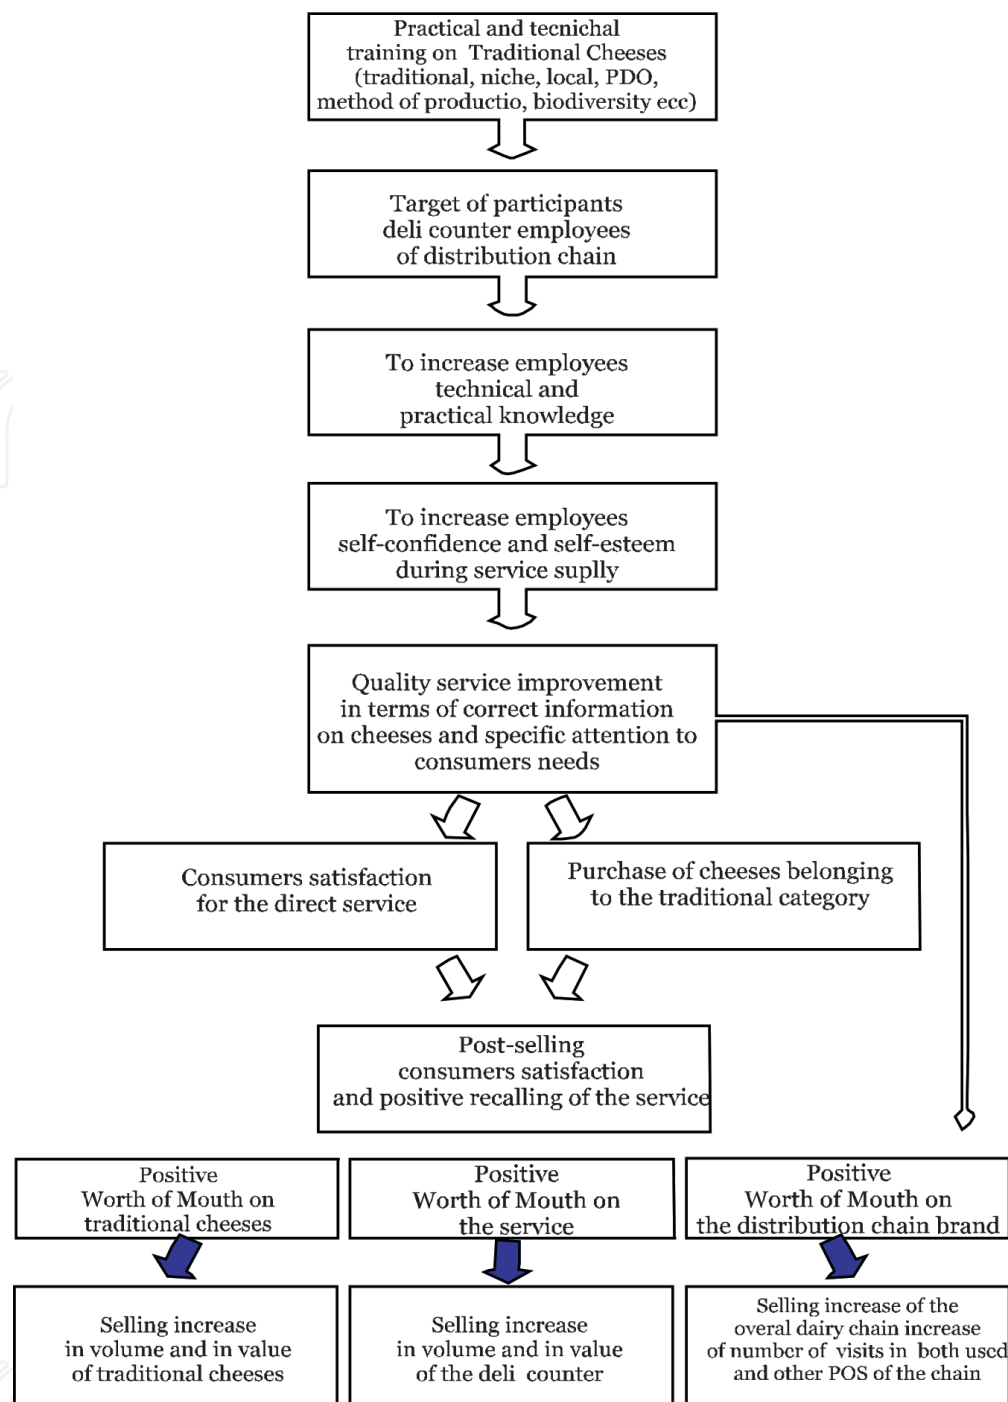 Practical and tecnichal
training on Traditional Cheeses
(traditional, niche, local, PDO,
method of productio, biodiversity ecc)
Target of participants
deli counter employees
of distribution chain
To increase employees
technical and
practical knowledge
To increase employees
self-confidence and self-esteem
during service suplly
Quality service improvement
in terms of correct information
on cheeses and specific attention to
consumers needs
Consumers satisfaction
for the direct service
Purchase of cheeses belonging
to the traditional category
Post-selling
consumers satisfaction
and positive recalling of the service
Positive
Worth of Mouth on
traditional cheeses
Positive
Worth of Mouth on
the service
Positive
Worth of Mouth on
the distribution chain brand
Selling increase
in volume and in value
of traditional cheeses
Selling increase
in volume and in value
of the deli counter
Selling increase of the
overal dairy chain increase
of number of visits in both used
and other POS of the chain